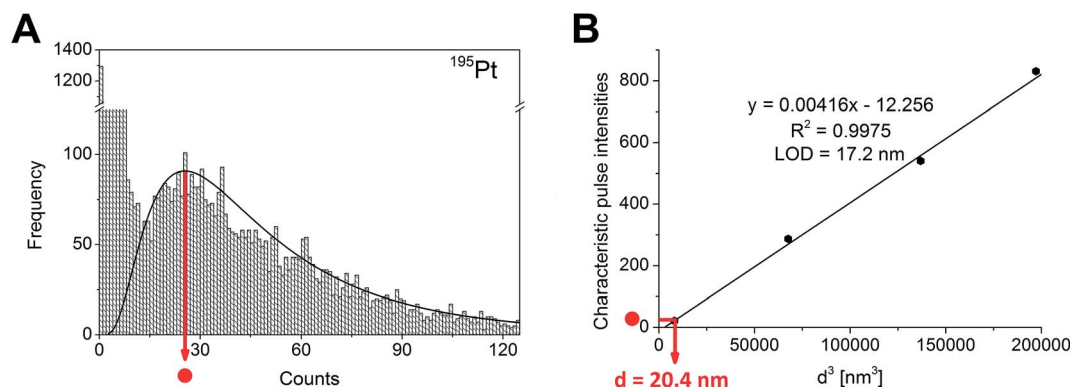 A
1400
1200
100
50
0
Frequency
¹⁹⁵Pt
0 30 60 90 120
Counts
B
800
600
400
200
0
Characteristic pulse intensities
y = 0.00416x - 12.256
R² = 0.9975
LOD = 17.2 nm
0 50000 100000 150000 200000
d = 20.4 nm
d³ [nm³]